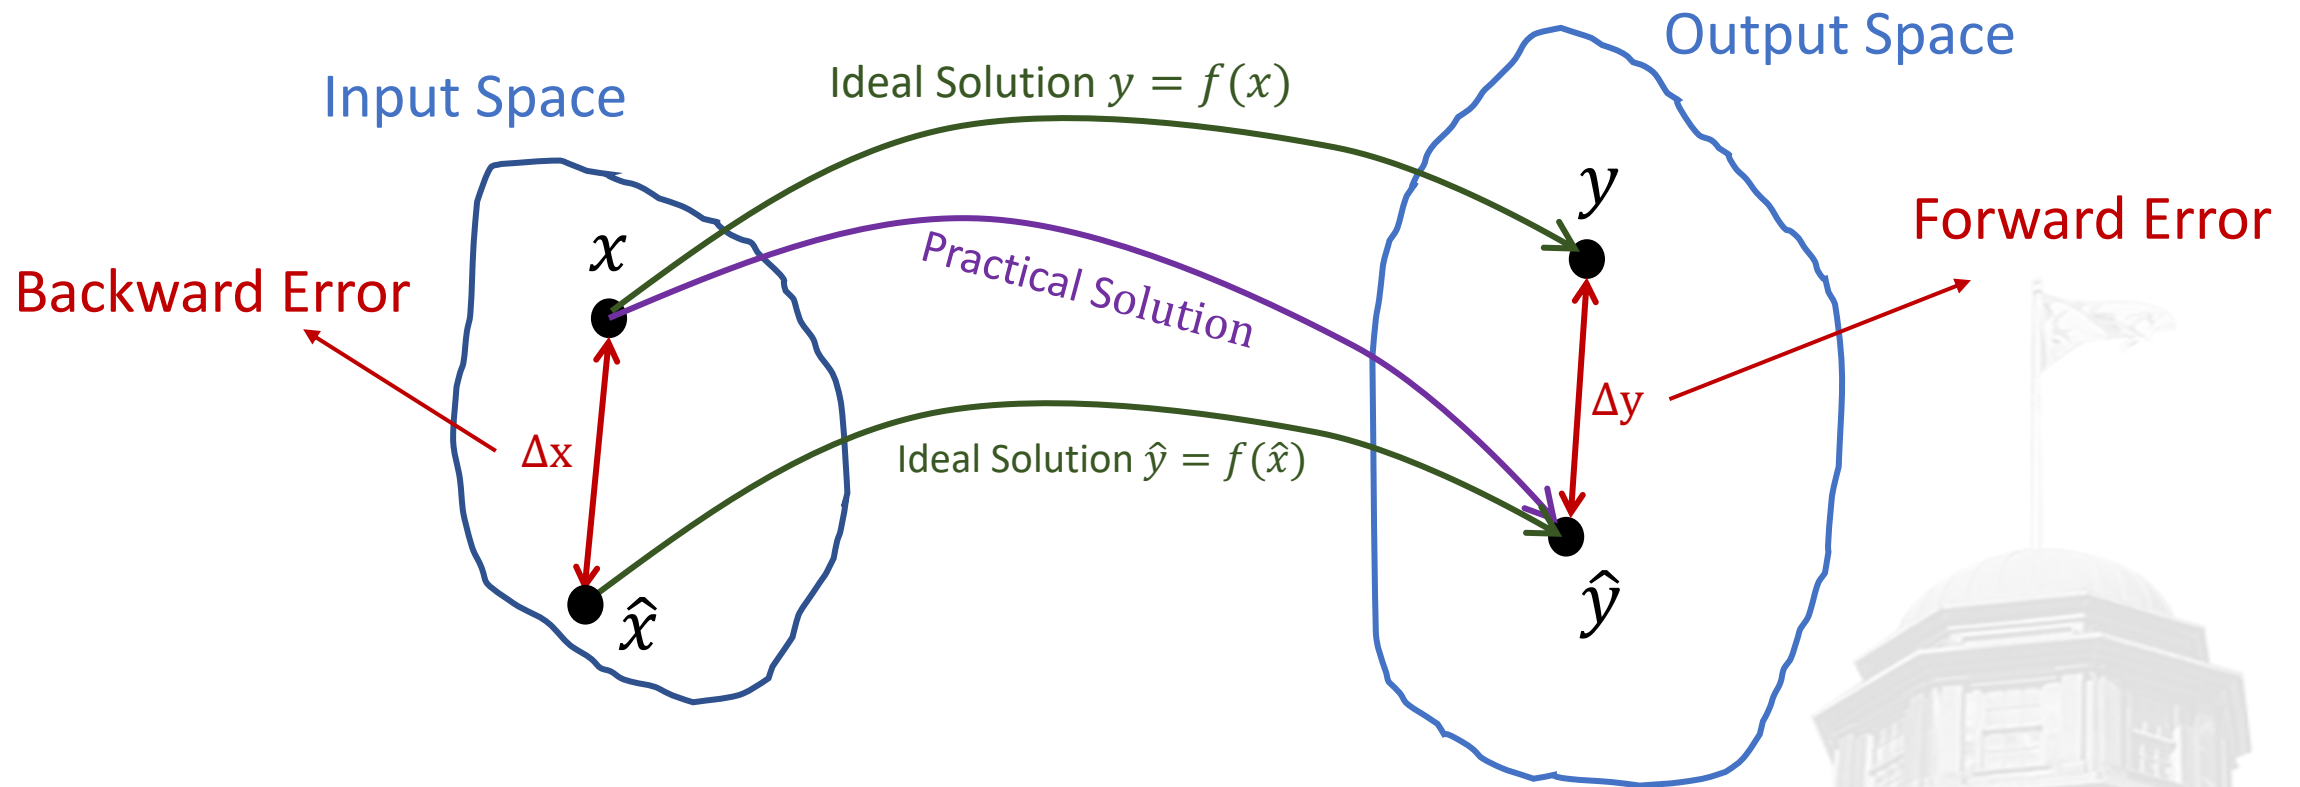 Output Space
Ideal Solution y = f(x)
Input Space
y
Forward Error
x
Practical Solution
Backward Error
Δy
Δx
Ideal Solution ŷ = f(x̂)
ŷ
x̂